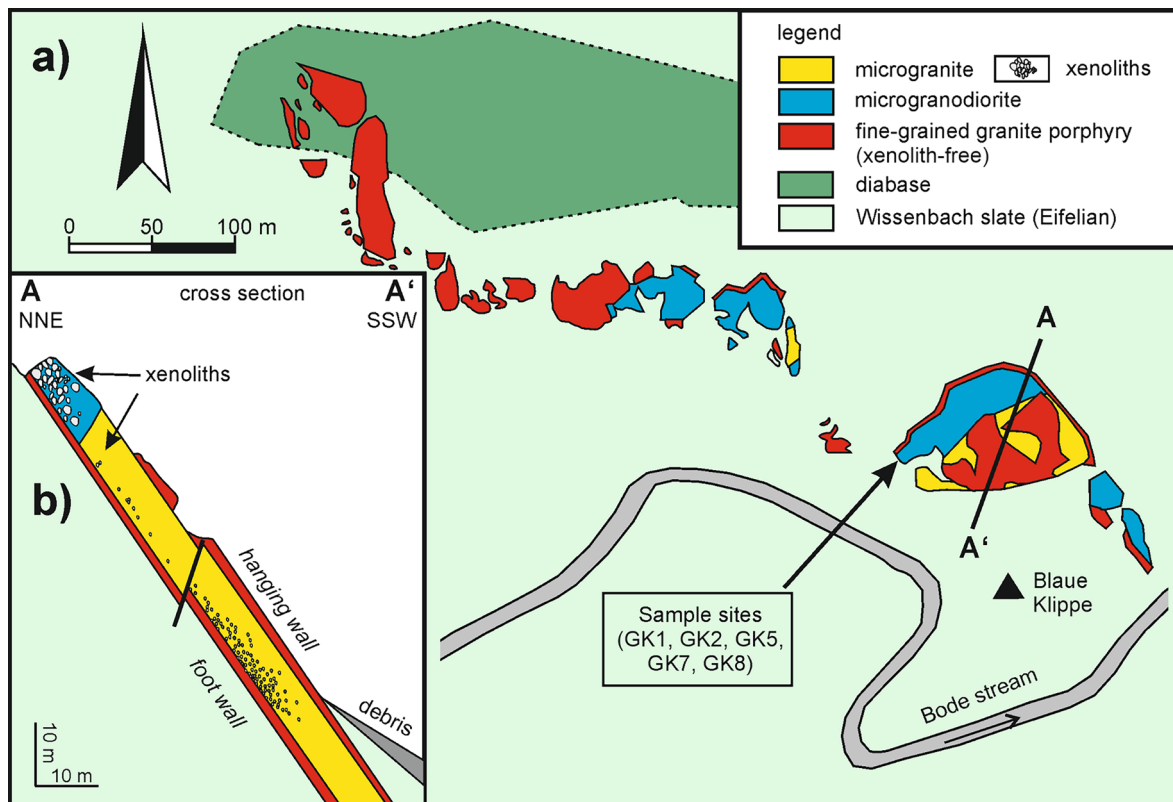 a)
0 50 100 m
legend
microgranite
xenoliths
microgranodiorite
fine-grained granite porphyry
(xenolith-free)
diabase
Wissenbach slate (Eifelian)
A
A'
Sample sites
(GK1, GK2, GK5,
GK7, GK8)
Blaue
Klippe
Bode stream
b)
A cross section A‘
NNE SSW
xenoliths
hanging wall
foot wall
debris
10 m
10 m